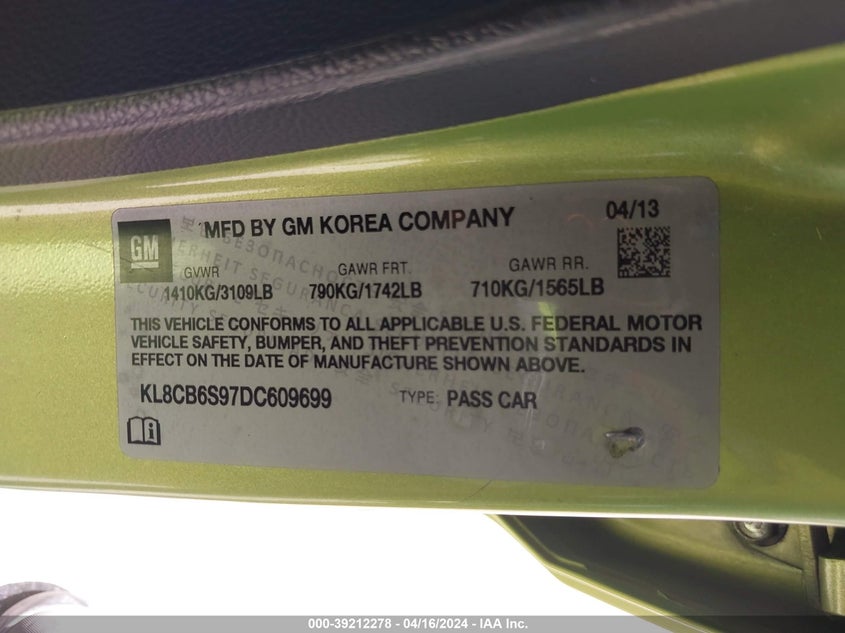 GM
MFD BY GM KOREA COMPANY
04/13
GVWR GAWR FRT. GAWR RR.
1410KG/3109LB 790KG/1742LB 710KG/1565LB
THIS VEHICLE CONFORMS TO ALL APPLICABLE U.S. FEDERAL MOTOR
VEHICLE SAFETY, BUMPER, AND THEFT PREVENTION STANDARDS IN
EFFECT ON THE DATE OF MANUFACTURE SHOWN ABOVE.
KL8CB6S97DC609699 TYPE: PASS CAR
000-39212278 - 04/16/2024 - IAA Inc.